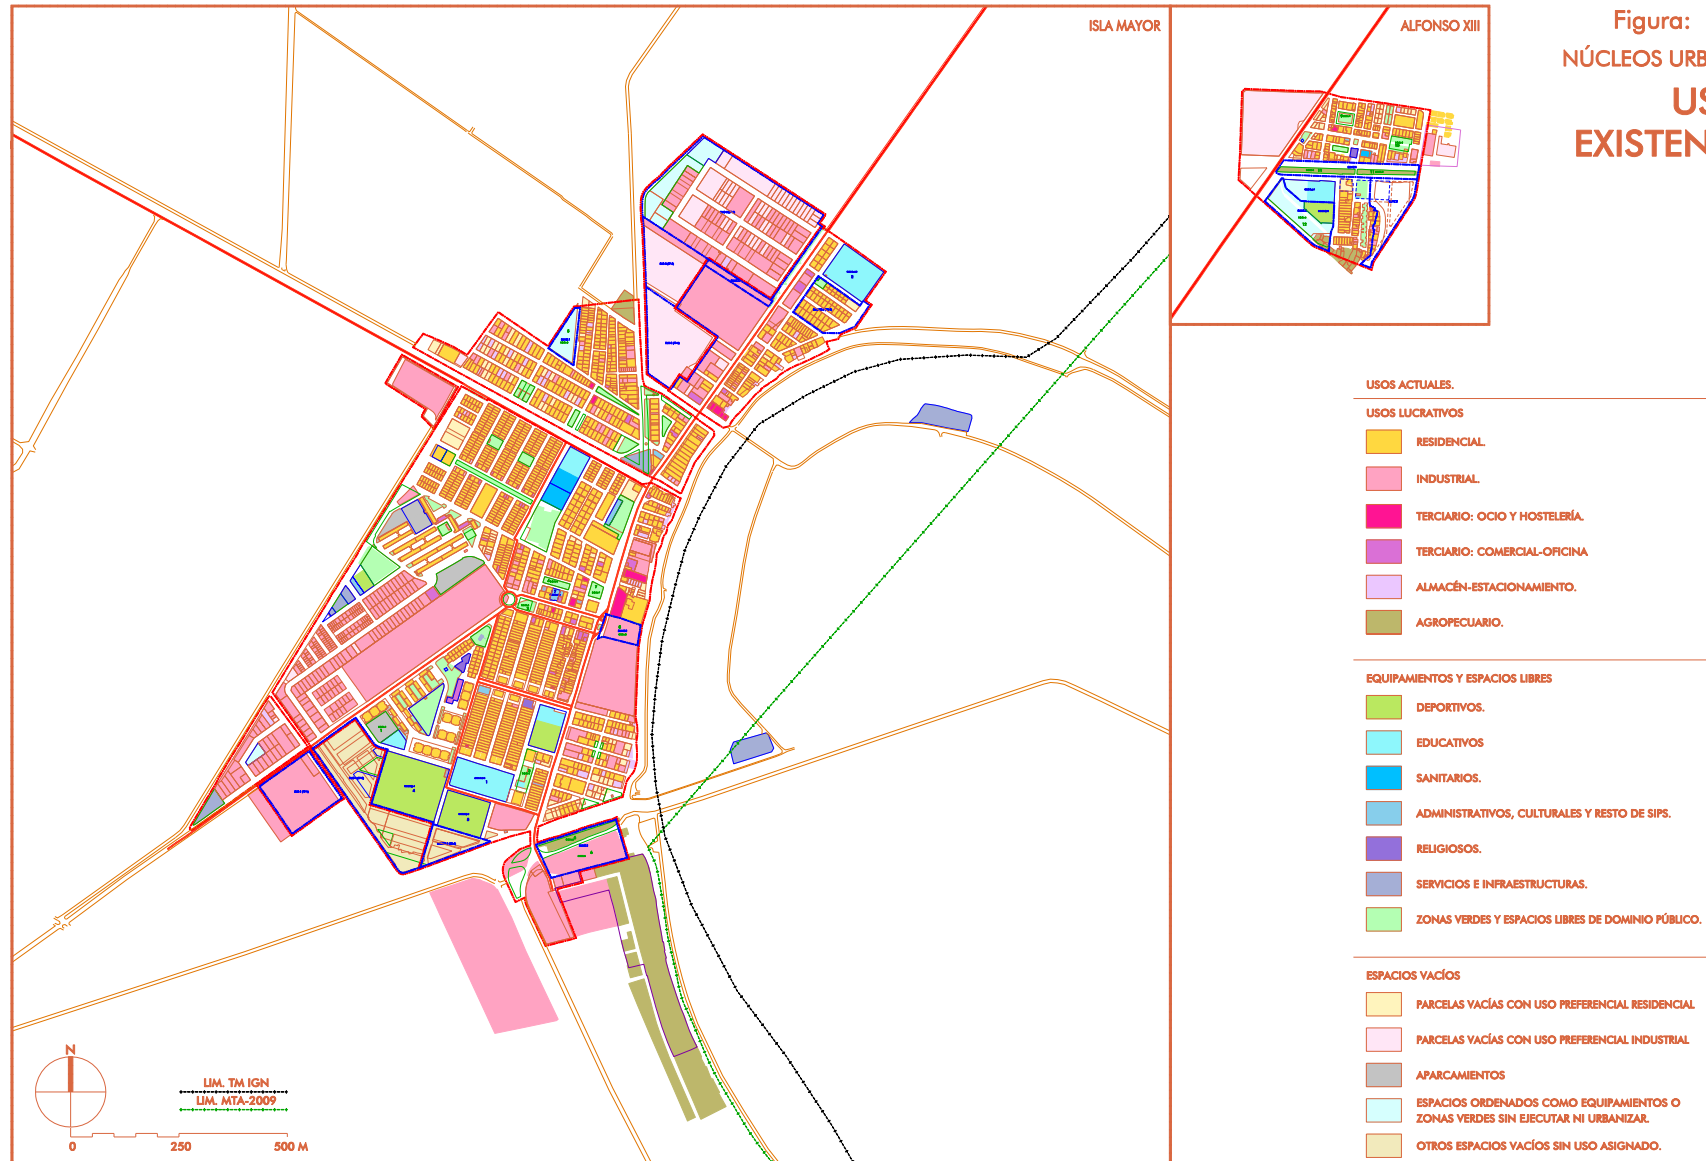 ISLA MAYOR
ALFONSO XIII
Figura:
NÚCLEOS URB
US
EXISTEN
USOS ACTUALES.
USOS LUCRATIVOS
RESIDENCIAL.
INDUSTRIAL.
TERCIARIO: OCIO Y HOSTELERÍA.
TERCIARIO: COMERCIAL-OFICINA
ALMACÉN-ESTACIONAMIENTO.
AGROPECUARIO.
EQUIPAMIENTOS Y ESPACIOS LIBRES
DEPORTIVOS.
EDUCATIVOS
SANITARIOS.
ADMINISTRATIVOS, CULTURALES Y RESTO DE SIPS.
RELIGIOSOS.
SERVICIOS E INFRAESTRUCTURAS.
ZONAS VERDES Y ESPACIOS LIBRES DE DOMINIO PÚBLICO.
ESPACIOS VACÍOS
PARCELAS VACÍAS CON USO PREFERENCIAL RESIDENCIAL
PARCELAS VACÍAS CON USO PREFERENCIAL INDUSTRIAL
APARCAMIENTOS
ESPACIOS ORDENADOS COMO EQUIPAMIENTOS O
ZONAS VERDES SIN EJECUTAR NI URBANIZAR.
OTROS ESPACIOS VACÍOS SIN USO ASIGNADO.
N
LIM. TM IGN
LIM. MTA-2009
0 250 500 M